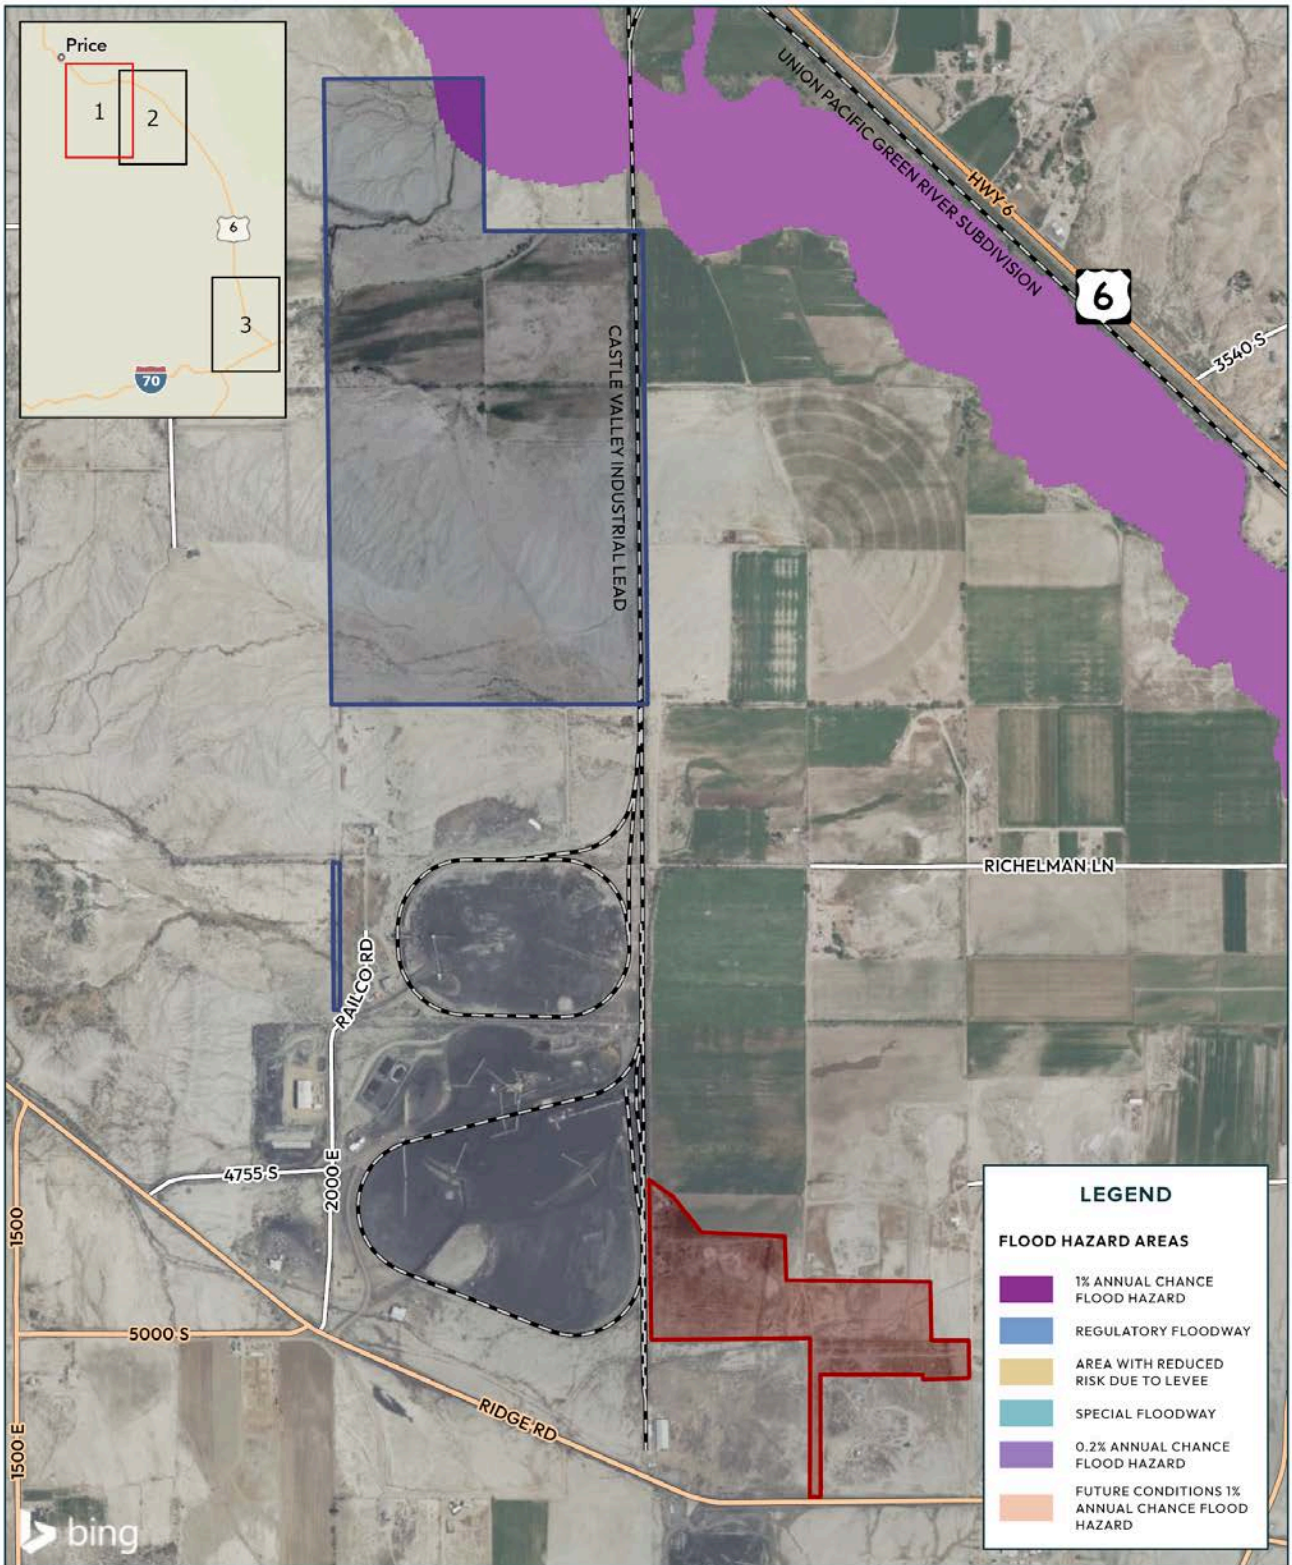 Price
1
2
6
3
70
UNION PACIFIC GREEN RIVER SUBDIVISION
HWY 6
6
3540 S
CASTLE VALLEY INDUSTRIAL LEAD
RICHELMAN LN
RAILCO RD
4755 S
2000 E
1500
5000 S
1500 E
RIDGE RD
LEGEND
FLOOD HAZARD AREAS
1% ANNUAL CHANCE
FLOOD HAZARD
REGULATORY FLOODWAY
AREA WITH REDUCED
RISK DUE TO LEVEE
SPECIAL FLOODWAY
0.2% ANNUAL CHANCE
FLOOD HAZARD
FUTURE CONDITIONS 1%
ANNUAL CHANCE FLOOD
HAZARD
bing